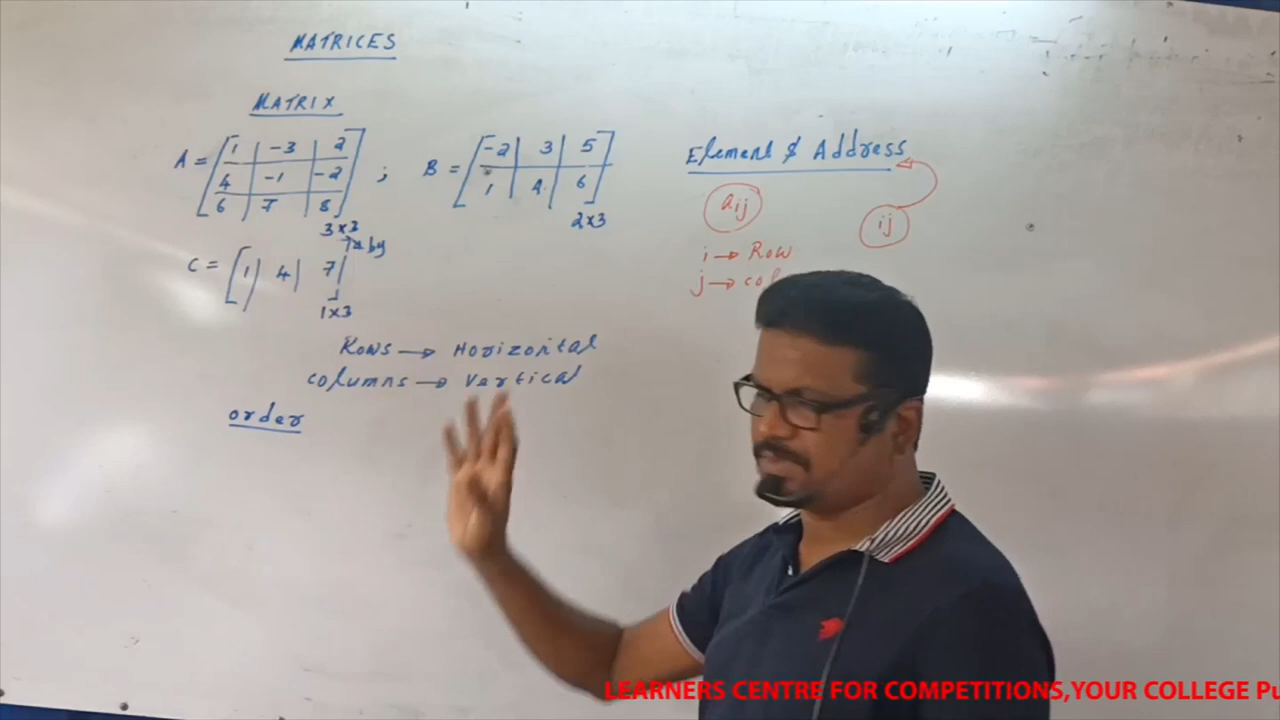 MATRICES
MATRIX
A = [ 1 | -3 | 2
4 | -1 | -2
6 | 7 | 8 ] 3x3 ;
by
B = [ -2 | 3 | 5
1 | 4 | 6 ] 2x3
C = [ 1 | 4 | 7 | 1x3
Rows → Horizontal
columns → Vertical
order
Element & Address
aij
ij
i → Row
j → col
LEARNERS CENTRE FOR COMPETITIONS,YOUR COLLEGE Pu